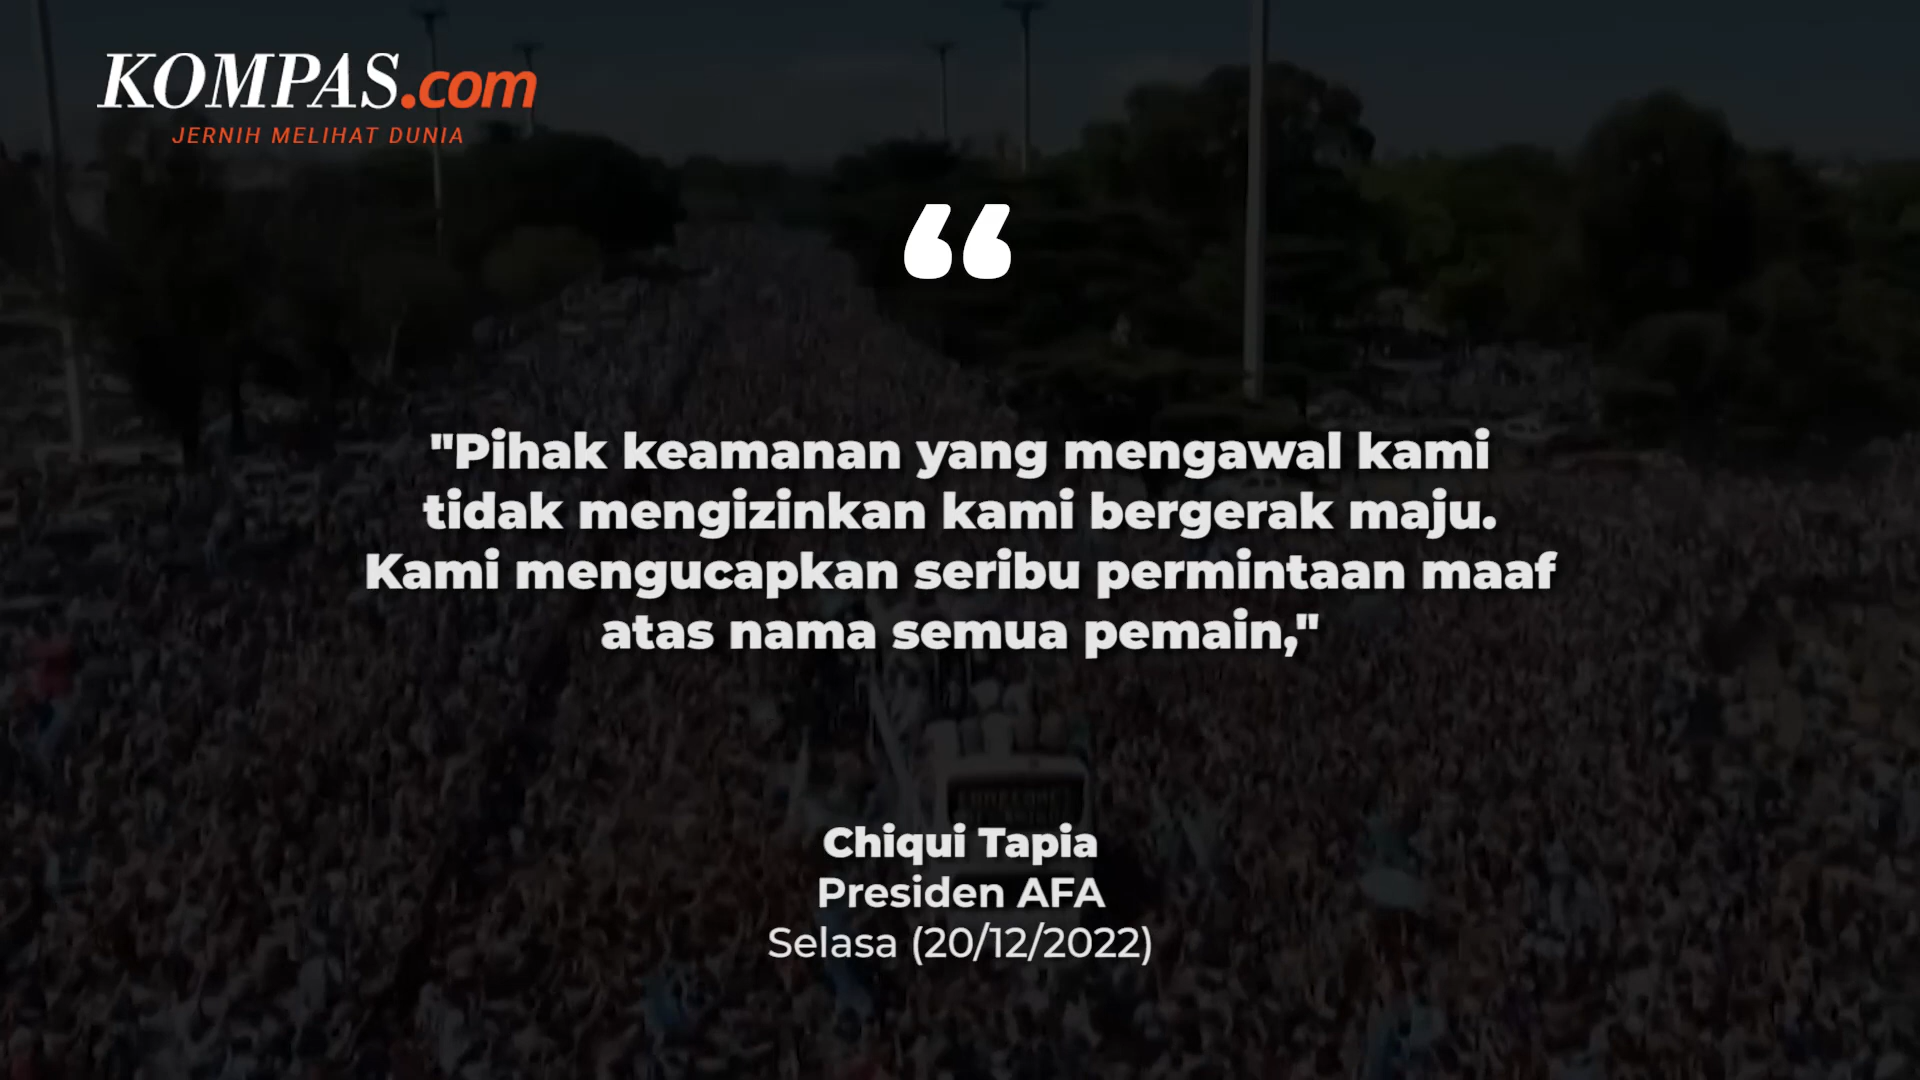 KOMPAS.com
JERNIH MELIHAT DUNIA
“
"Pihak keamanan yang mengawal kami
tidak mengizinkan kami bergerak maju.
Kami mengucapkan seribu permintaan maaf
atas nama semua pemain,"
Chiqui Tapia
Presiden AFA
Selasa (20/12/2022)